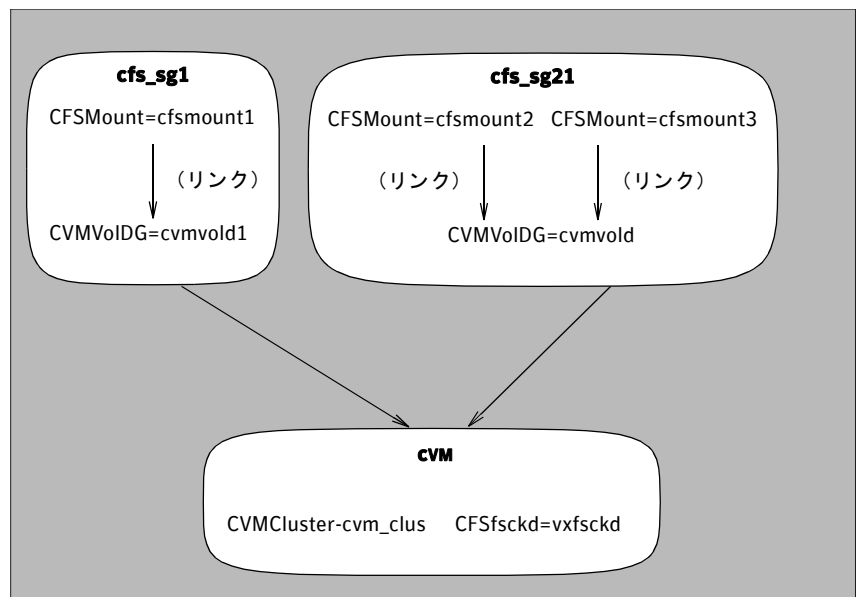 cfs_sg1
CFSMount=cfsmount1
(リンク)
CVMVolDG=cvmvold1
cfs_sg21
CFSMount=cfsmount2 CFSMount=cfsmount3
(リンク) (リンク)
CVMVolDG=cvmvold
cVM
CVMCluster-cvm_clus CFSfsckd=vxfsckd